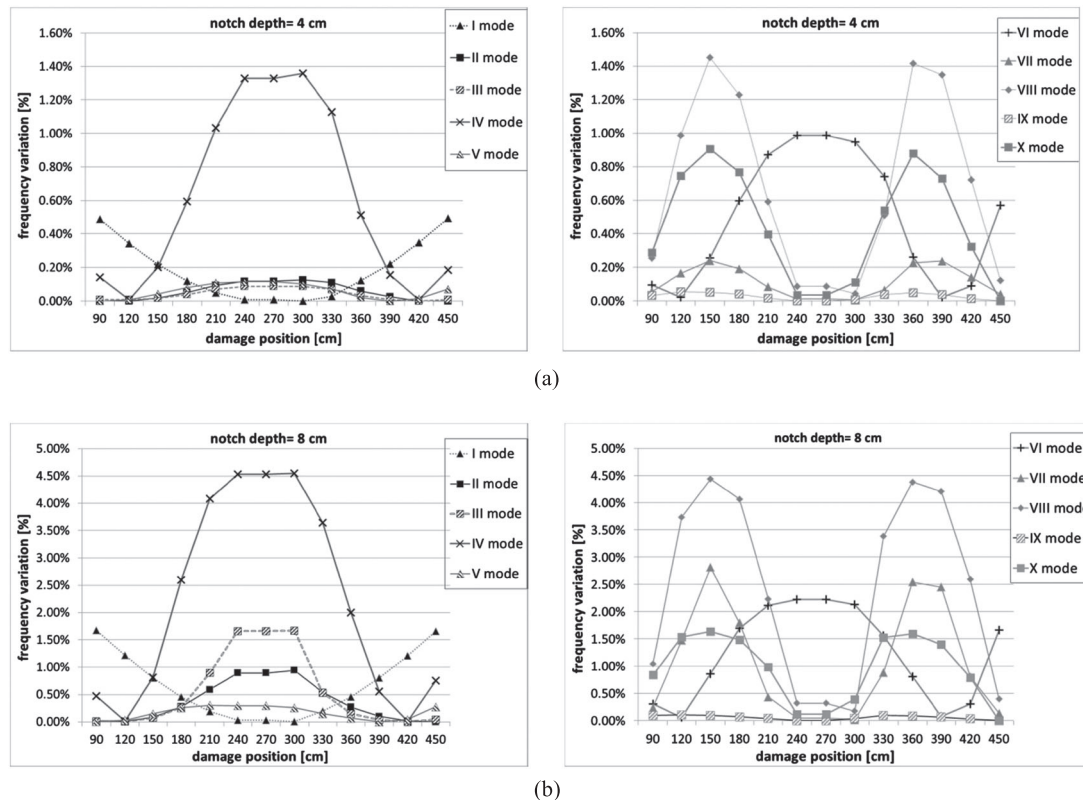 notch depth= 4 cm
1.60%
1.40%
1.20%
1.00%
0.80%
0.60%
0.40%
0.20%
0.00%
frequency variation [%]
90 120 150 180 210 240 270 300 330 360 390 420 450
damage position [cm]
I mode
II mode
III mode
IV mode
V mode
notch depth= 4 cm
1.60%
1.40%
1.20%
1.00%
0.80%
0.60%
0.40%
0.20%
0.00%
frequency variation [%]
90 120 150 180 210 240 270 300 330 360 390 420 450
damage position [cm]
VI mode
VII mode
VIII mode
IX mode
X mode
(a)
notch depth= 8 cm
5.00%
4.50%
4.00%
3.50%
3.00%
2.50%
2.00%
1.50%
1.00%
0.50%
0.00%
frequency variation [%]
90 120 150 180 210 240 270 300 330 360 390 420 450
damage position [cm]
I mode
II mode
III mode
IV mode
V mode
notch depth= 8 cm
5.00%
4.50%
4.00%
3.50%
3.00%
2.50%
2.00%
1.50%
1.00%
0.50%
0.00%
frequency variation [%]
90 120 150 180 210 240 270 300 330 360 390 420 450
damage position [cm]
VI mode
VII mode
VIII mode
IX mode
X mode
(b)